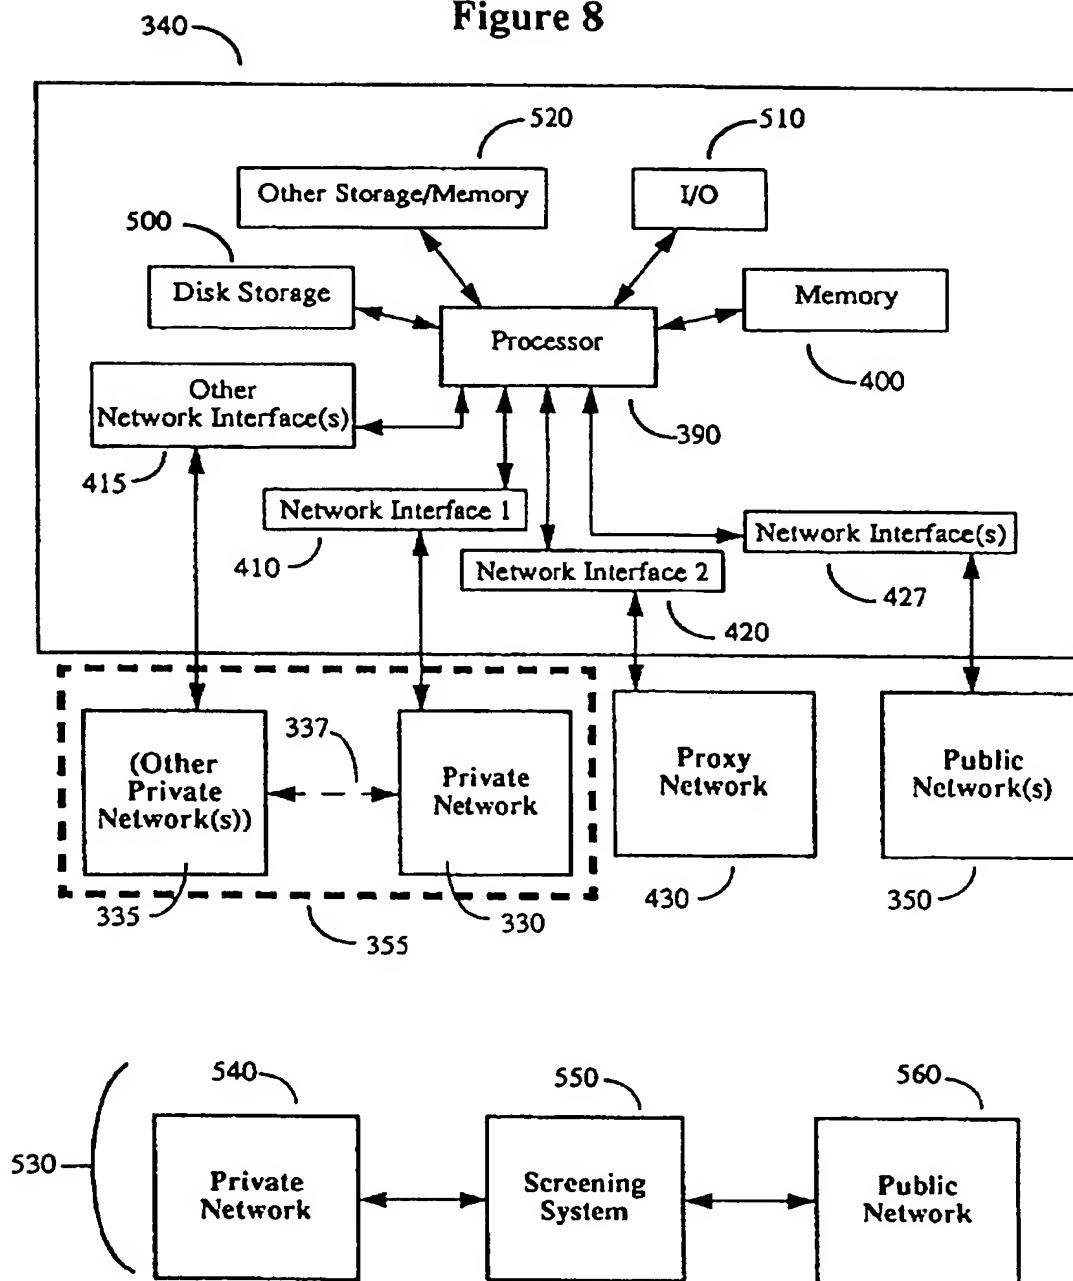 Figure 8
340
520
510
Other Storage/Memory
I/O
500
Disk Storage
Memory
Processor
400
Other
Network Interface(s)
390
415
Network Interface 1
410
Network Interface(s)
Network Interface 2
427
420
337
(Other
Private
Network(s))
Private
Network
Proxy
Network
Public
Network(s)
335
330
430
350
355
540
550
560
530
Private
Network
Screening
System
Public
Network